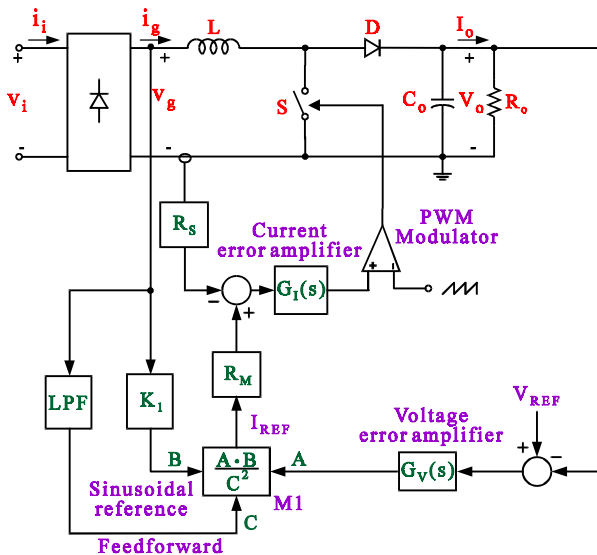 i_i
i_g
L
D
I_o
+
+
+
v_i
v_g
S
C_o
V_o
R_o
-
-
-
R_S
Current
error amplifier
PWM
Modulator
G_I(s)
+
-
-
+
LPF
K_1
R_M
I_REF
V_REF
Voltage
error amplifier
+
-
B
A·B
C^2
A
G_V(s)
Sinusoidal
reference
M1
C
Feedforward